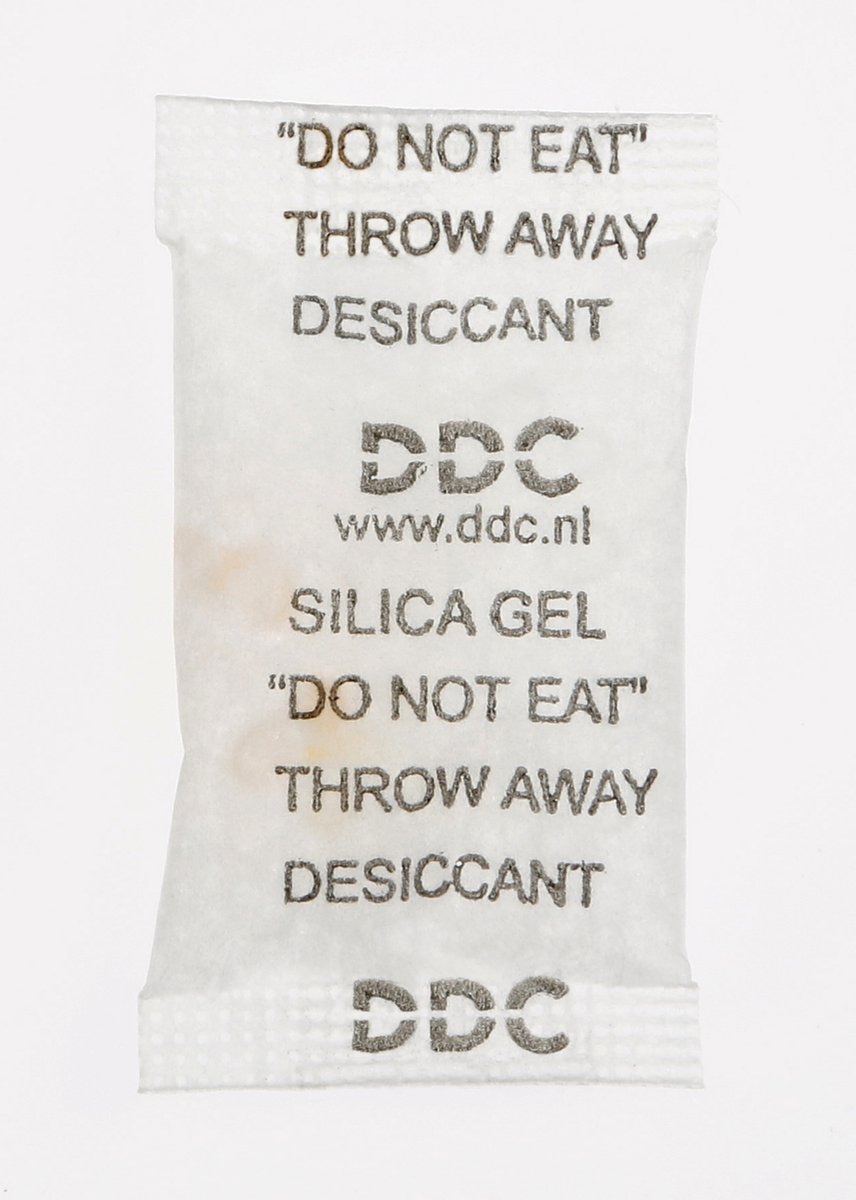 “DO NOT EAT”
THROW AWAY
DESICCANT
DDC
www.ddc.nl
SILICA GEL
“DO NOT EAT”
THROW AWAY
DESICCANT
DDC